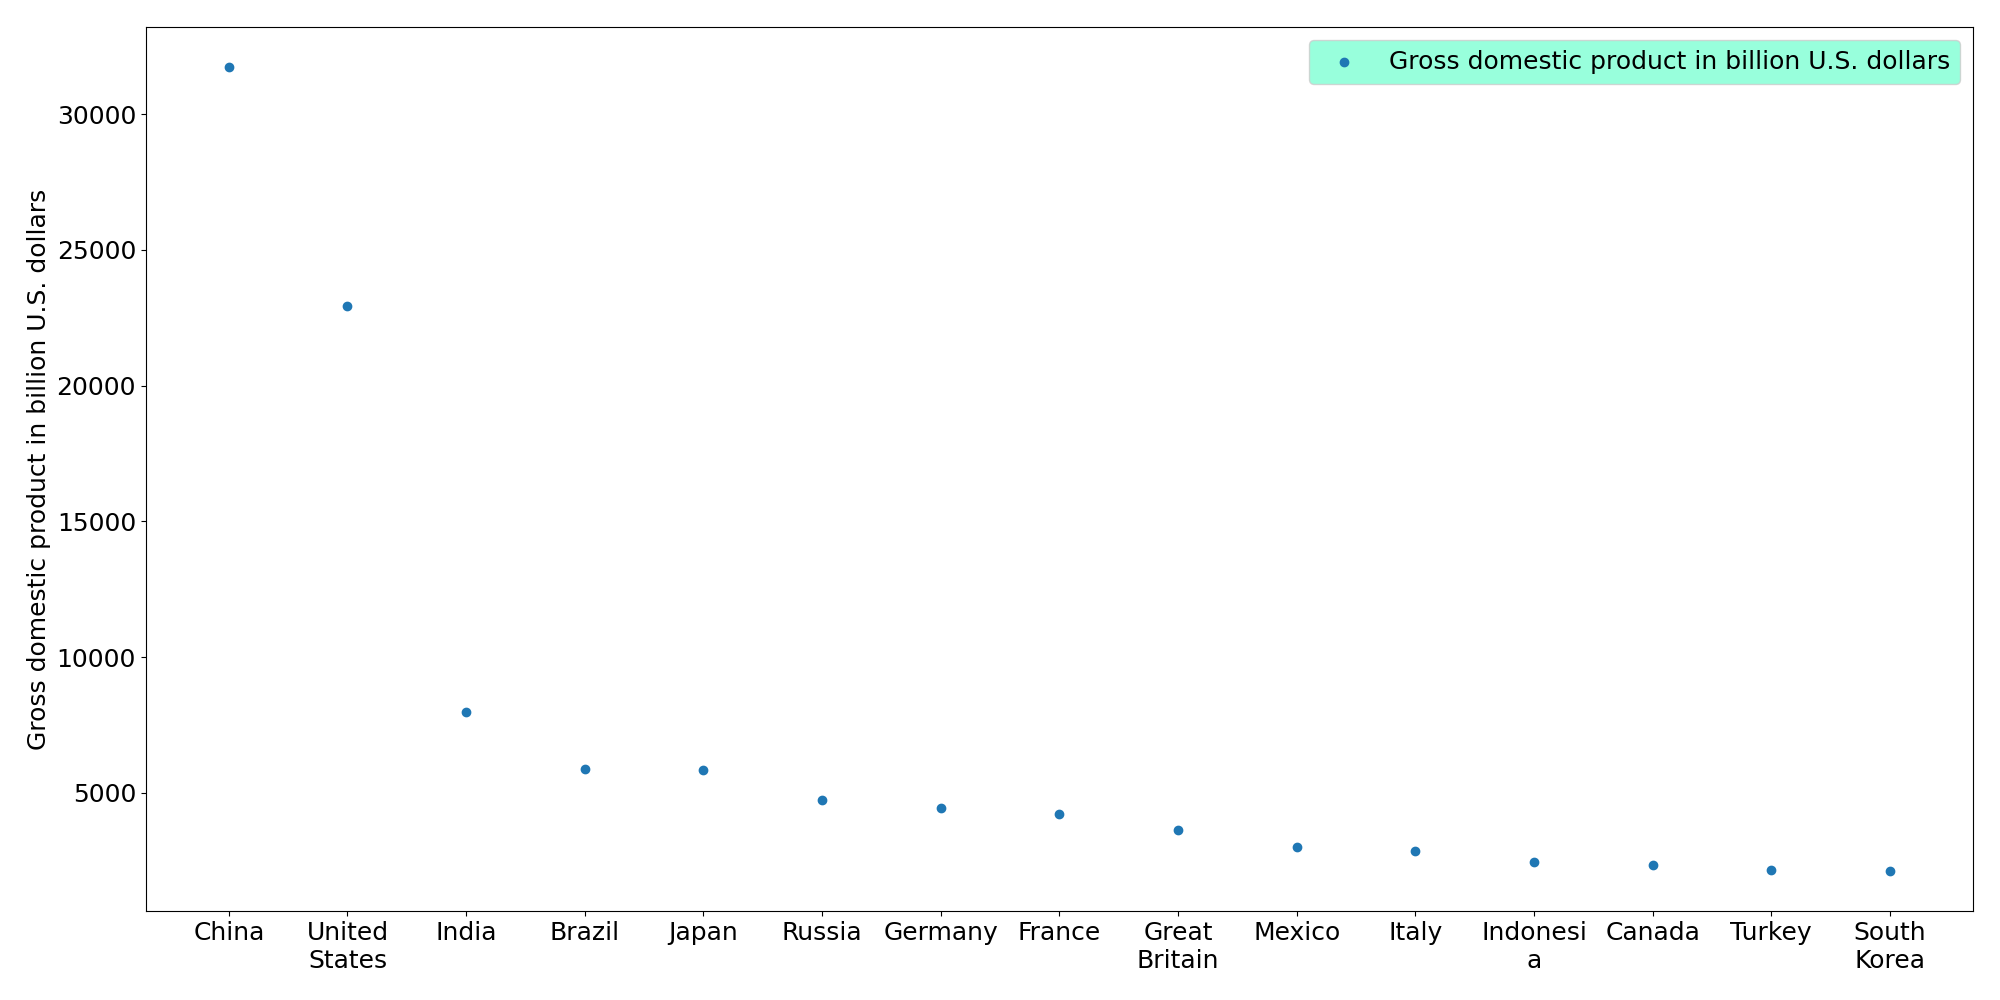 Gross domestic product in billion U.S. dollars
Gross domestic product in billion U.S. dollars
30000
25000
20000
15000
10000
5000
China
United
States
India
Brazil
Japan
Russia
Germany
France
Great
Britain
Mexico
Italy
Indonesi
a
Canada
Turkey
South
Korea